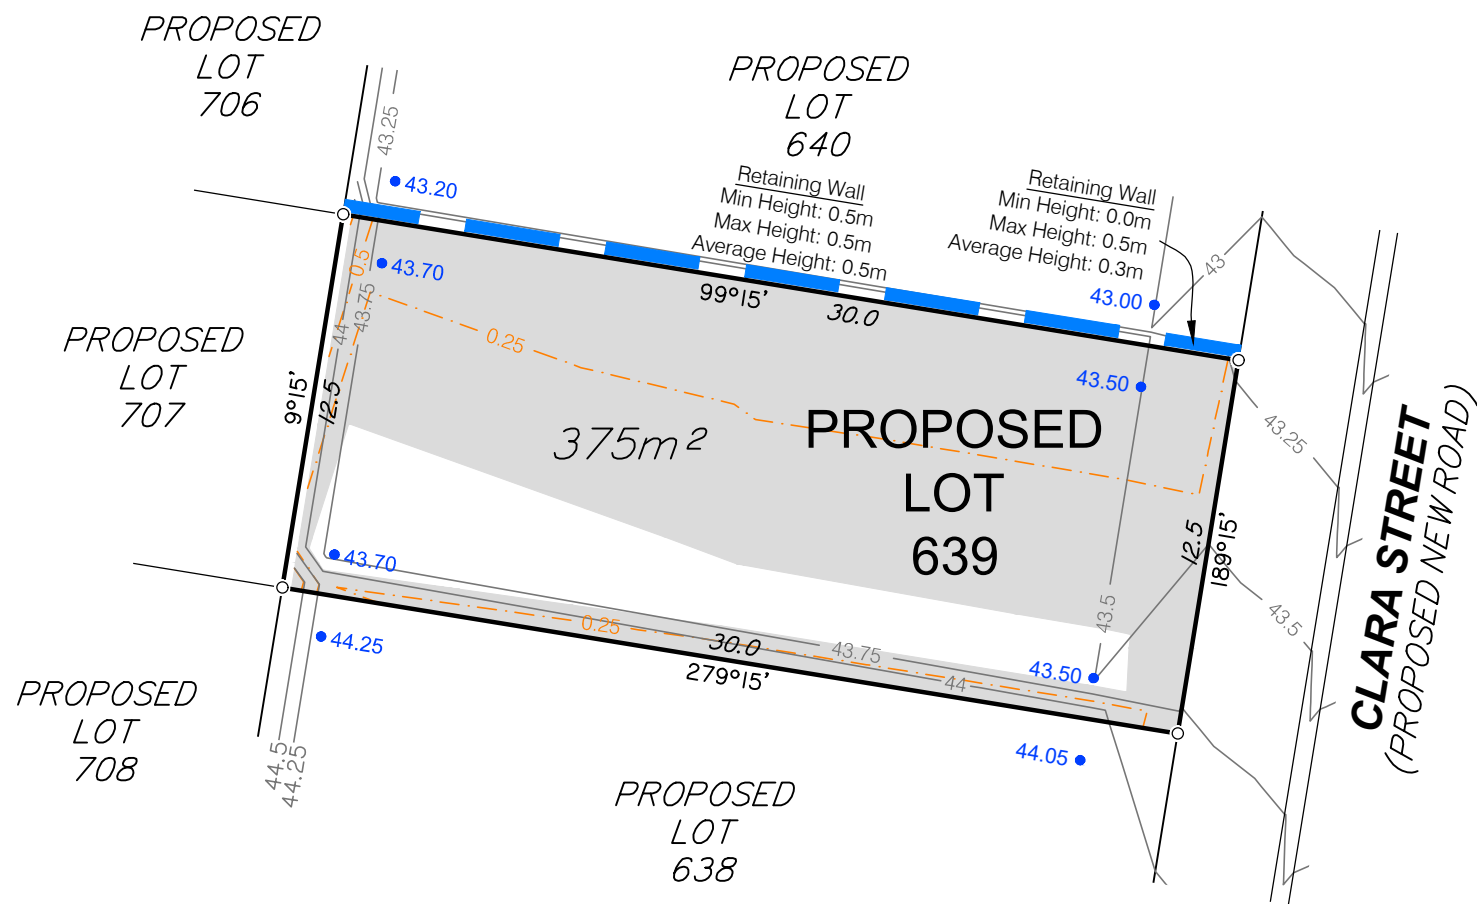 PROPOSED
LOT
706
PROPOSED
LOT
640
43.25
43.20
Retaining Wall
Min Height: 0.5m
Max Height: 0.5m
Average Height: 0.5m
Retaining Wall
Min Height: 0.0m
Max Height: 0.5m
Average Height: 0.3m
43
43.00
0.5
43.70
43.75
44
99°15'
30.0
0.25
43.50
PROPOSED
LOT
707
9°15'
12.5
375m²
PROPOSED
LOT
639
43.25
CLARA STREET
(PROPOSED NEW ROAD)
12.5
189°15'
43.70
43.5
43.5
0.25
30.0
43.75
43.50
279°15'
44
44.25
44.05
PROPOSED
LOT
708
44.5
44.25
PROPOSED
LOT
638